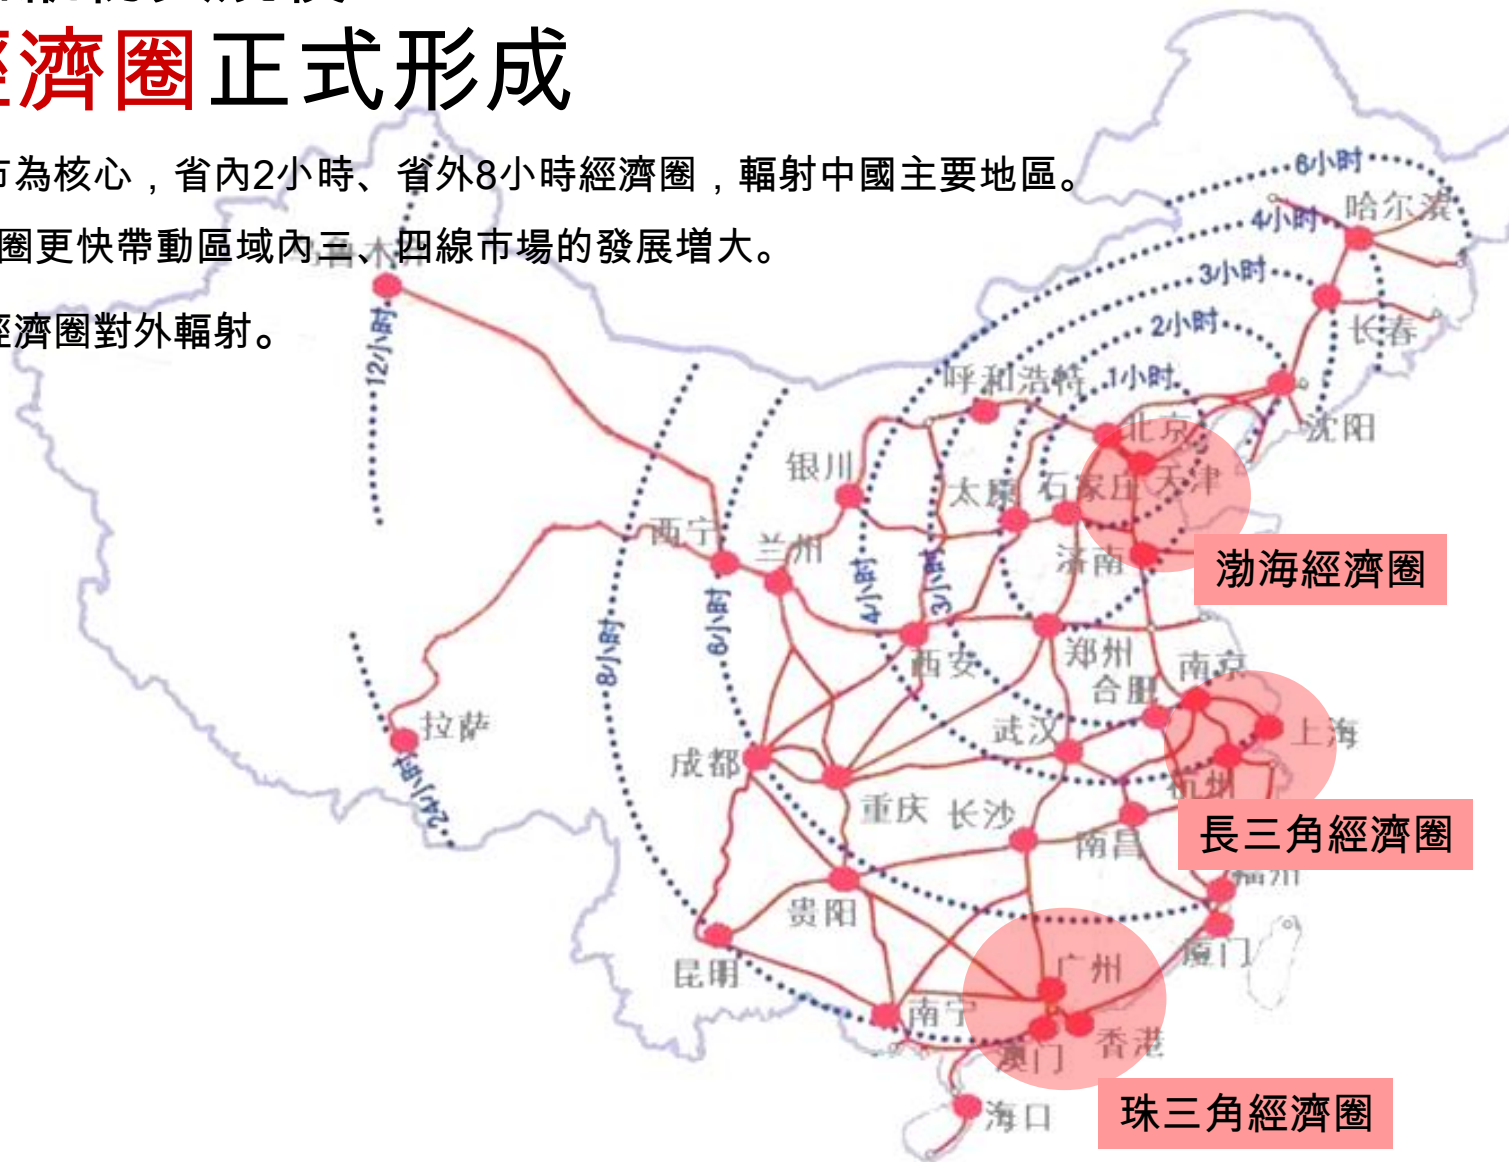 濟圈正式形成
市為核心，省內2小時、省外8小時經濟圈，輻射中國主要地區。
圈更快帶動區域內三、四線市場的發展增大。
經濟圈對外輻射。
6小时
哈尔滨
4小时
3小时
长春
2小时
乌鲁木齐
12小时
呼和浩特
1小时
北京
沈阳
银川
太原
石家庄
天津
西宁
兰州
济南
渤海經濟圈
4小时
3小时
8小时
6小时
西安
郑州
南京
合肥
拉萨
武汉
上海
成都
杭州
24小时
重庆
长沙
南昌
長三角經濟圈
福州
贵阳
厦门
昆明
广州
南宁
香港
澳门
海口
珠三角經濟圈